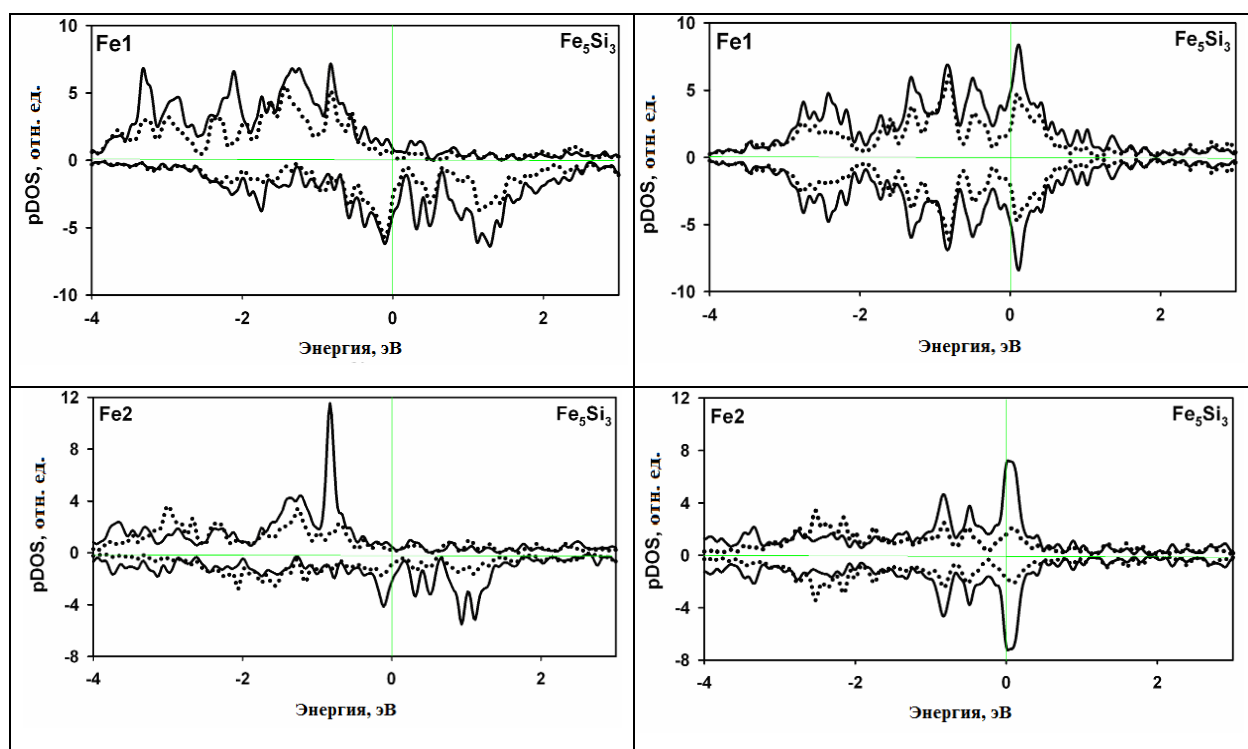 Fe1
Fe5Si3
10
5
0
-5
-10
pDOS, отн. ед.
-4
-2
0
2
Энергия, эВ
Fe1
Fe5Si3
10
5
0
-5
-10
pDOS, отн. ед.
-4
-2
0
2
Энергия, эВ
Fe2
Fe5Si3
12
8
4
0
-4
-8
pDOS, отн. ед.
-4
-2
0
2
Энергия, эВ
Fe2
Fe5Si3
12
8
4
0
-4
-8
pDOS, отн. ед.
-4
-2
0
2
Энергия, эВ